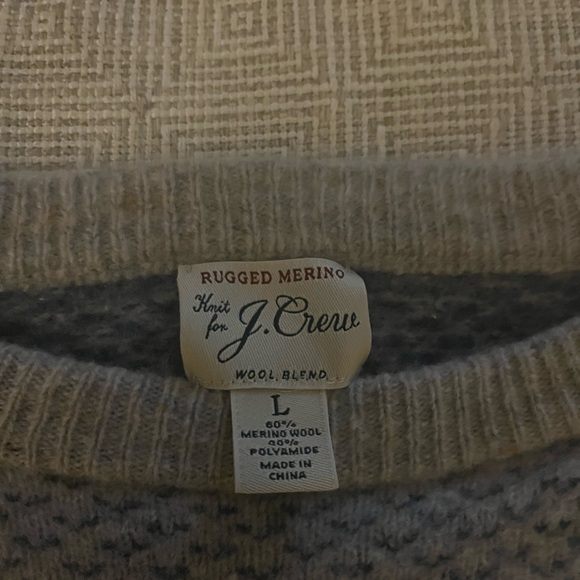 RUGGED MERINO
Knit
for J. Crew
WOOL BLEND
L
60%
MERINO WOOL
40%
POLYAMIDE
MADE IN
CHINA